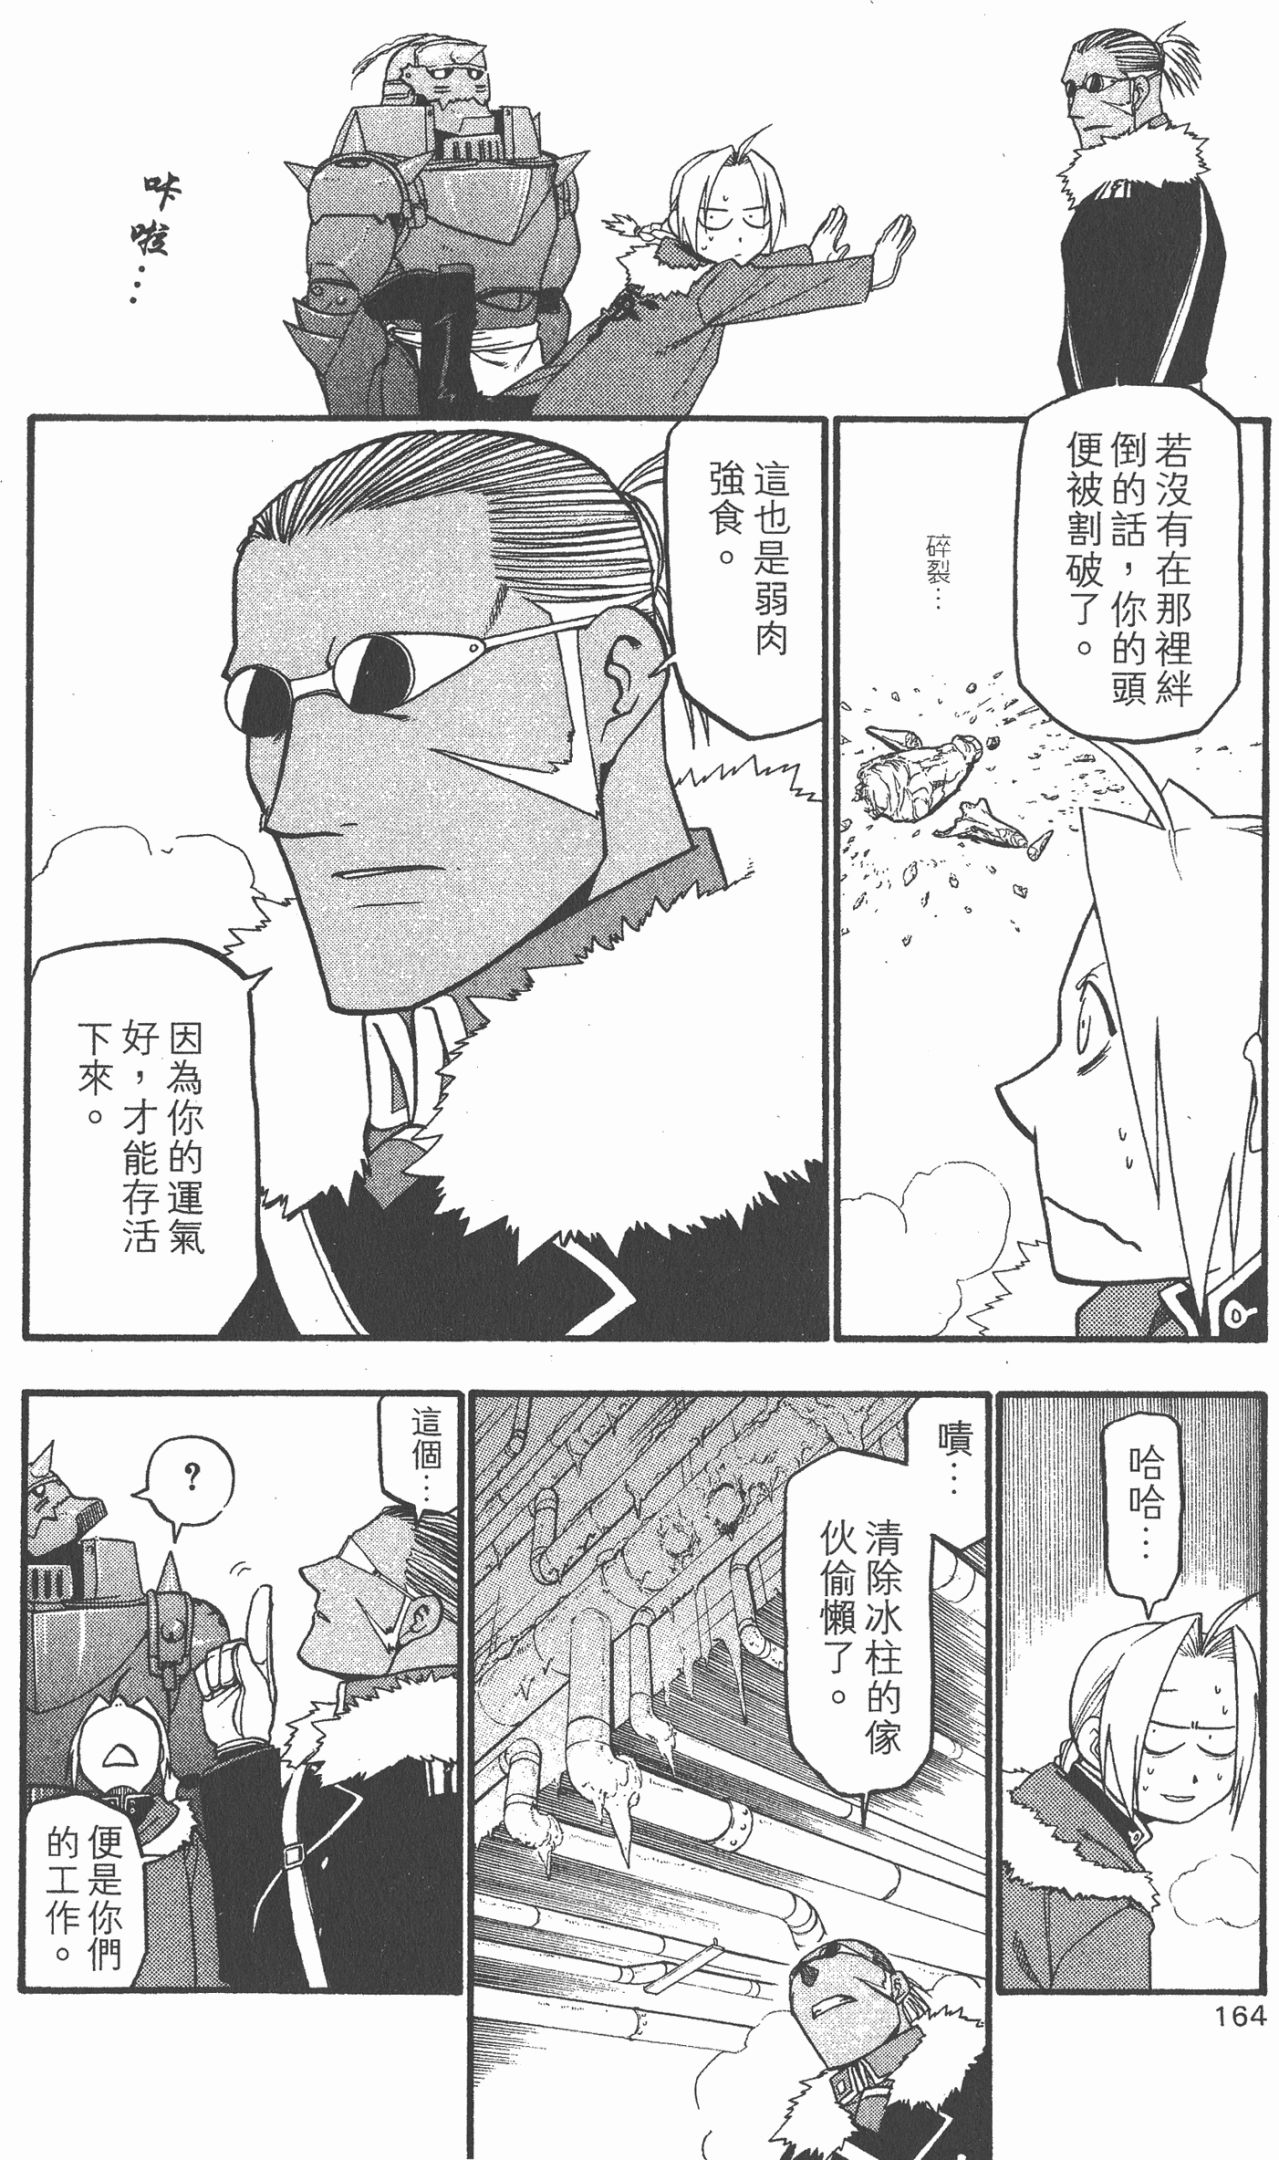 咔
啦…
若沒有在那裡絆
倒的話，你的頭
便被割破了。
碎裂…
這也是弱肉
強食。
因為你的運氣
好，才能存活
下來。
哈哈…
嘖…
清除冰柱的傢
伙偷懶了。
這個…
？
便是你們
的工作。
164